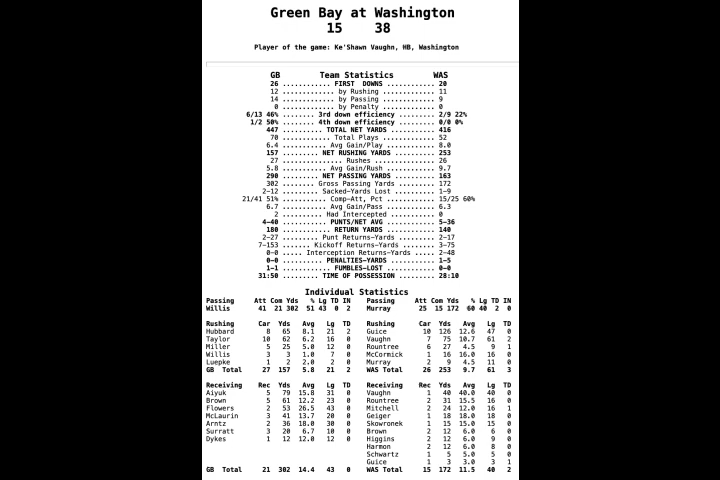 Green Bay at Washington
15 38
Player of the game: Ke'Shawn Vaughn, HB, Washington
GB Team Statistics WAS
26 ............ FIRST DOWNS ............ 20
12 ............ by Rushing ............ 11
14 ............ by Passing ............ 9
0 ............ by Penalty ............ 0
6/13 46% ....... 3rd down efficiency ........ 2/9 22%
1/2 50% ....... 4th down efficiency ........ 0/0 0%
447 ......... TOTAL NET YARDS ......... 416
70 ........... Total Plays ........... 52
6.4 ........... Avg Gain/Play .......... 8.0
157 ......... NET RUSHING YARDS ........ 253
27 ............. Rushes ............. 26
5.8 ........... Avg Gain/Rush .......... 9.7
290 ......... NET PASSING YARDS ........ 163
302 ........ Gross Passing Yards ....... 172
2-12 ....... Sacked-Yards Lost ........ 1-9
21/41 51% ......... Comp-Att, Pct ......... 15/25 60%
6.7 .......... Avg Gain/Pass .......... 6.3
2 .......... Had Intercepted ......... 0
4-40 ......... PUNTS/NET AVG ......... 5-36
180 .......... RETURN YARDS .......... 140
2-27 ........ Punt Returns-Yards ....... 2-17
7-153 ....... Kickoff Returns-Yards ...... 3-75
0-0 ..... Interception Returns-Yards .... 2-48
0-0 ......... PENALTIES-YARDS ......... 1-5
1-1 .......... FUMBLES-LOST .......... 0-0
31:50 ........ TIME OF POSSESSION ........ 28:10
Individual Statistics
Passing Att Com Yds % Lg TD IN Passing Att Com Yds % Lg TD IN
Willis 41 21 302 51 43 0 2 Murray 25 15 172 60 40 2 0
Rushing Car Yds Avg Lg TD Rushing Car Yds Avg Lg TD
Hubbard 8 65 8.1 21 2 Guice 10 126 12.6 47 0
Taylor 10 62 6.2 16 0 Vaughn 7 75 10.7 61 2
Miller 5 25 5.0 12 0 Rountree 6 27 4.5 9 1
Willis 3 3 1.0 7 0 McCormick 1 16 16.0 16 0
Luepke 1 2 2.0 2 0 Murray 2 9 4.5 11 0
GB Total 27 157 5.8 21 2 WAS Total 26 253 9.7 61 3
Receiving Rec Yds Avg Lg TD Receiving Rec Yds Avg Lg TD
Aiyuk 5 79 15.8 31 0 Vaughn 1 40 40.0 40 0
Brown 5 61 12.2 23 0 Rountree 2 31 15.5 16 0
Flowers 2 53 26.5 43 0 Mitchell 2 24 12.0 16 1
McLaurin 3 41 13.7 20 0 Geiger 1 18 18.0 18 0
Arntz 2 36 18.0 30 0 Skowronek 1 15 15.0 15 0
Surratt 3 20 6.7 10 0 Brown 2 12 6.0 6 0
Dykes 1 12 12.0 12 0 Higgins 2 12 6.0 9 0
Harmon 2 12 6.0 8 0
Schwartz 1 5 5.0 5 0
Guice 1 3 3.0 3 1
GB Total 21 302 14.4 43 0 WAS Total 15 172 11.5 40 2